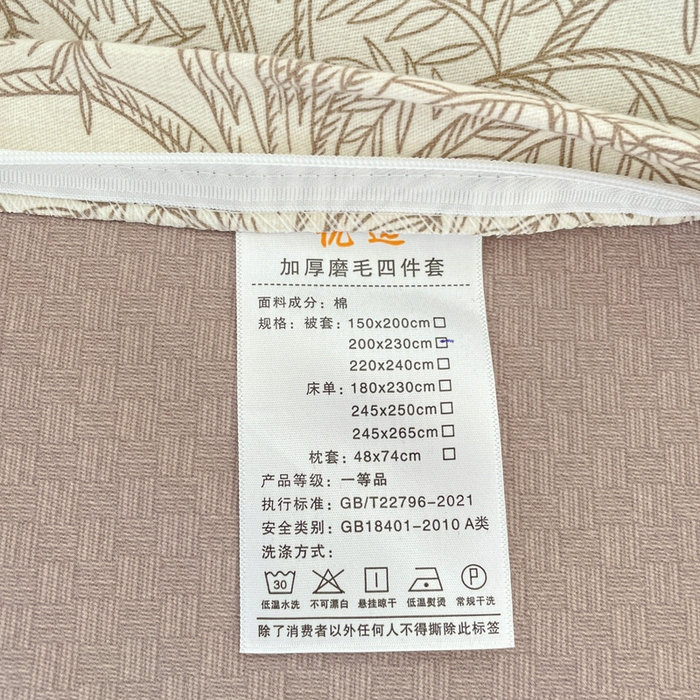 加厚磨毛四件套
面料成分：棉
规格：被套：150x200cm□
200x230cm□
220x240cm□
床单：180x230cm□
245x250cm□
245x265cm□
枕套：48x74cm □
产品等级：一等品
执行标准：GB/T22796-2021
安全类别：GB18401-2010 A类
洗涤方式：
30 P
低温水洗 不可漂白 悬挂晾干 低温熨烫 常规干洗
除了消费者以外任何人不得撕除此标签